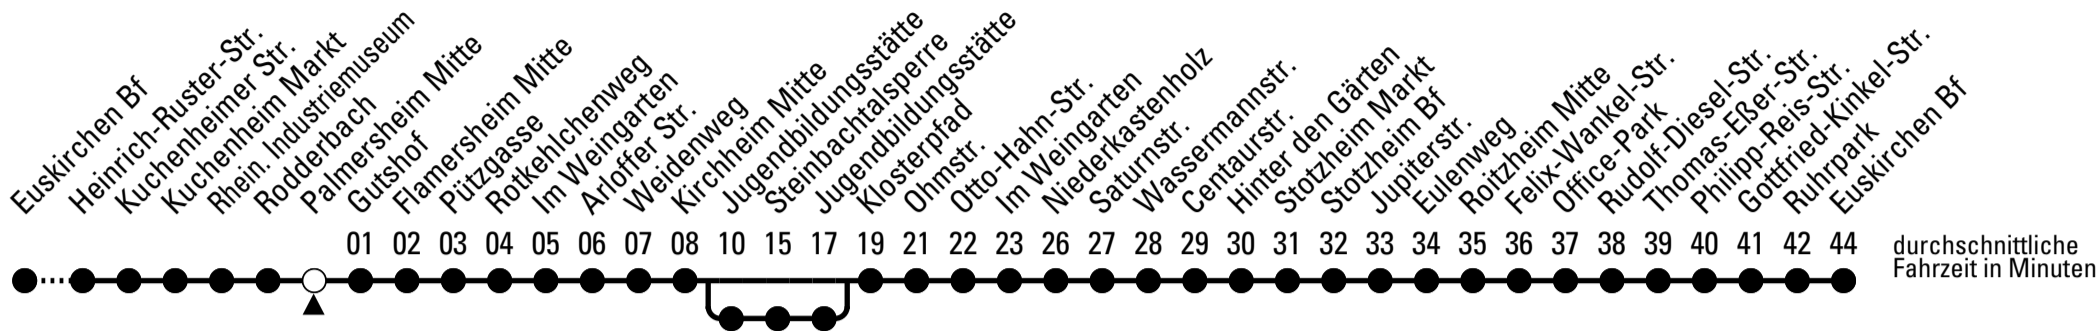 Euskirchen Bf
Heinrich-Ruster-Str.
Kuchenheimer Str.
Kuchenheim Markt
Rhein. Industriemuseum
Rodderbach
Palmersheim Mitte
Gutshof
Flamersheim Mitte
Pützgasse
Rotkehlchenweg
Im Weingarten
Arloffer Str.
Weidenweg
Kirchheim Mitte
Jugendbildungsstätte
Steinbachtalsperre
Jugendbildungsstätte
Klosterpfad
Ohmstr.
Otto-Hahn-Str.
Im Weingarten
Niederkastenholz
Saturnstr.
Wassermannstr.
Centaurstr.
Hinter den Gärten
Stotzheim Markt
Stotzheim Bf
Jupiterstr.
Eulenweg
Roitzheim Mitte
Felix-Wankel-Str.
Office-Park
Rudolf-Diesel-Str.
Thomas-Eßer-Str.
Philipp-Reis-Str.
Gottfried-Kinkel-Str.
Ruhrpark
Euskirchen Bf
01 02 03 04 05 06 07 08 10 15 17 19 21 22 23 26 27 28 29 30 31 32 33 34 35 36 37 38 39 40 41 42 44
durchschnittliche
Fahrzeit in Minuten